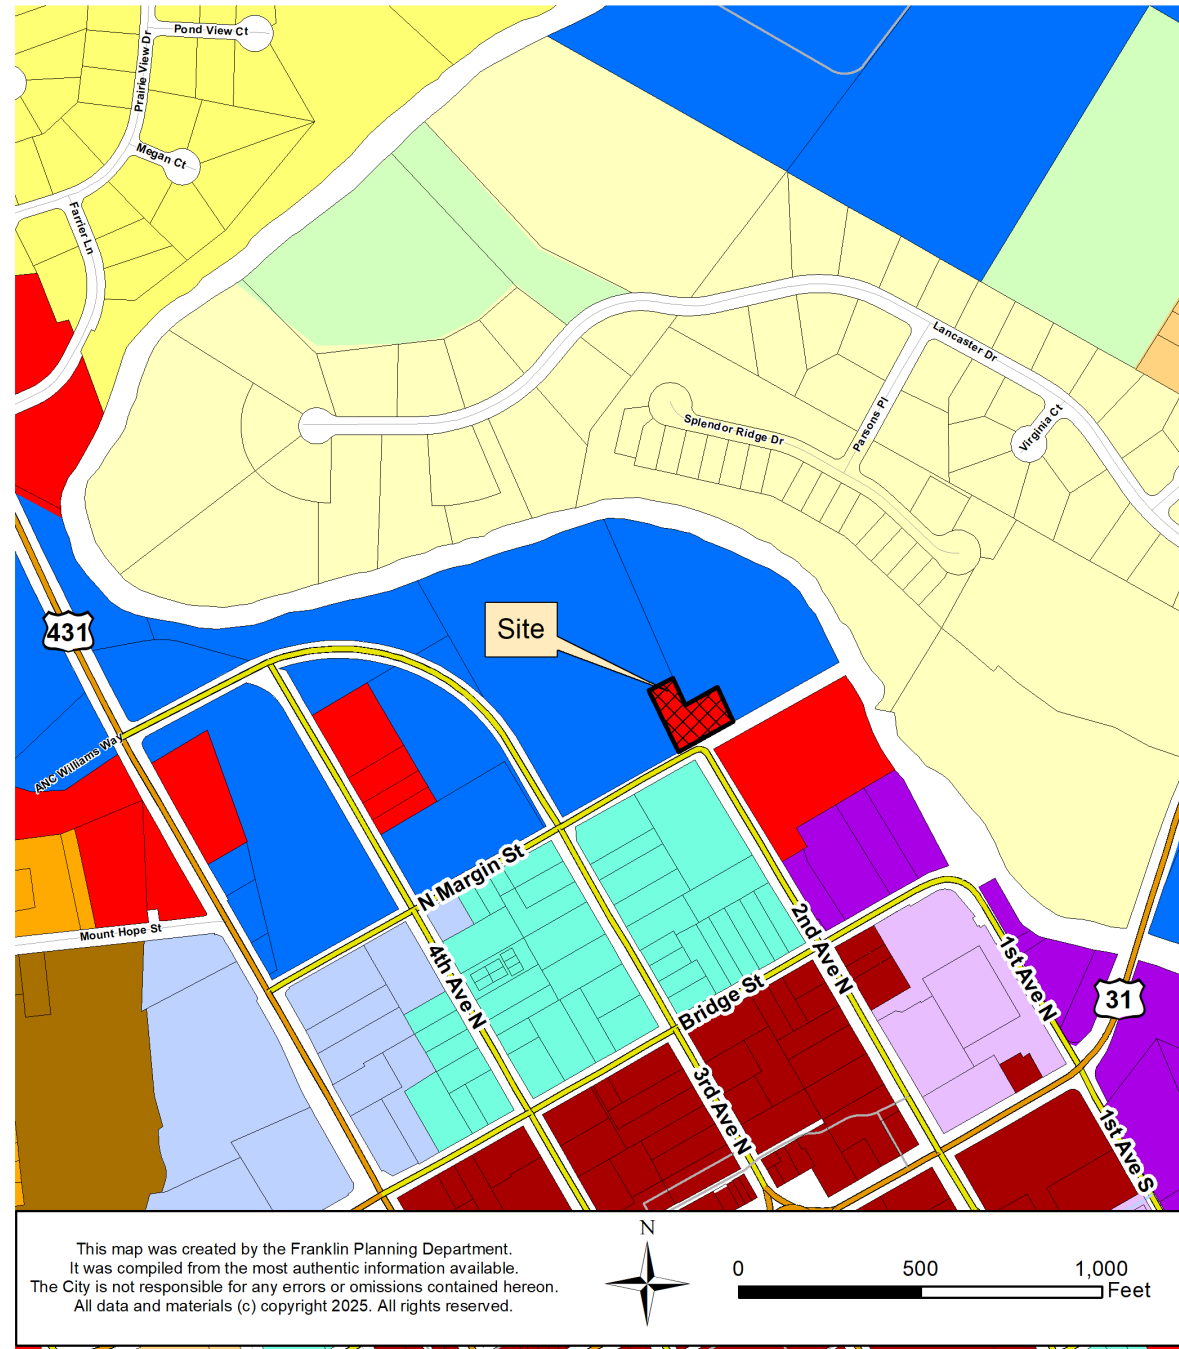 Pond View Ct
Prairie View Dr
Megan Ct
Farrier Ln
Lancaster Dr
Parsons Pl
Virginia Ct
Splendor Ridge Dr
431
Site
ANC Williams Way
N Margin St
Mount Hope St
4th Ave N
2nd Ave N
1st Ave N
31
Bridge St
3rd Ave N
1st Ave S
This map was created by the Franklin Planning Department.
It was compiled from the most authentic information available.
The City is not responsible for any errors or omissions contained hereon.
All data and materials (c) copyright 2025. All rights reserved.
N
0 500 1,000
Feet